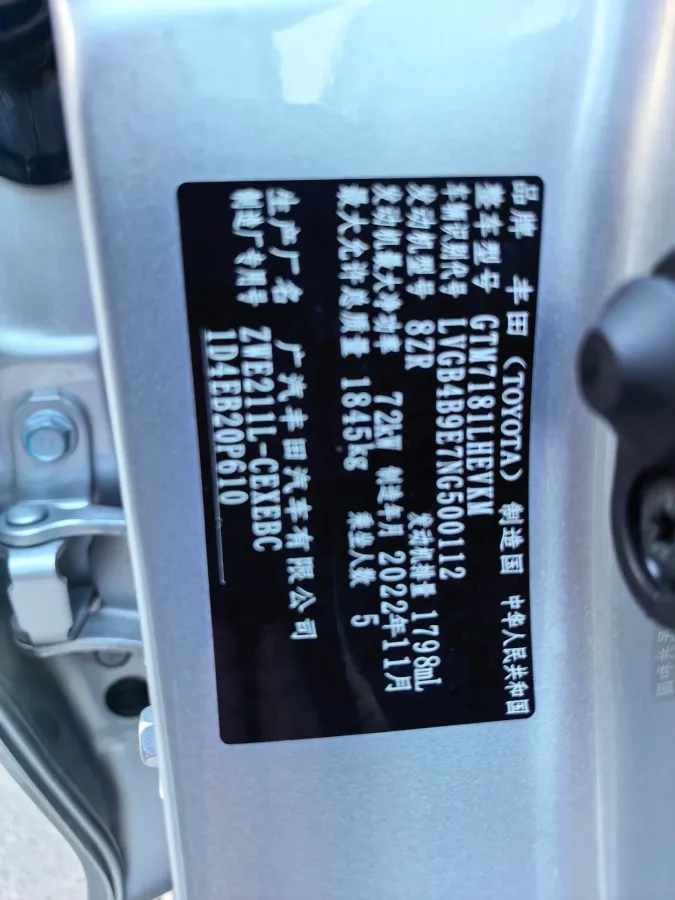 品牌 丰田(TOYOTA) 制造国 中华人民共和国
整车型号 GTM7181LHEVKN
车辆识别代号 LVGB4B9E7NG500112
发动机型号 8ZR 发动机排量 1798mL
发动机最大净功率 72kW 制造年月 2022年11月
最大允许总质量 1845kg 乘坐人数 5
生产厂名 广汽丰田汽车有限公司
制造厂专用号 ZWE211L-CEXEBC
1D4EB20P610